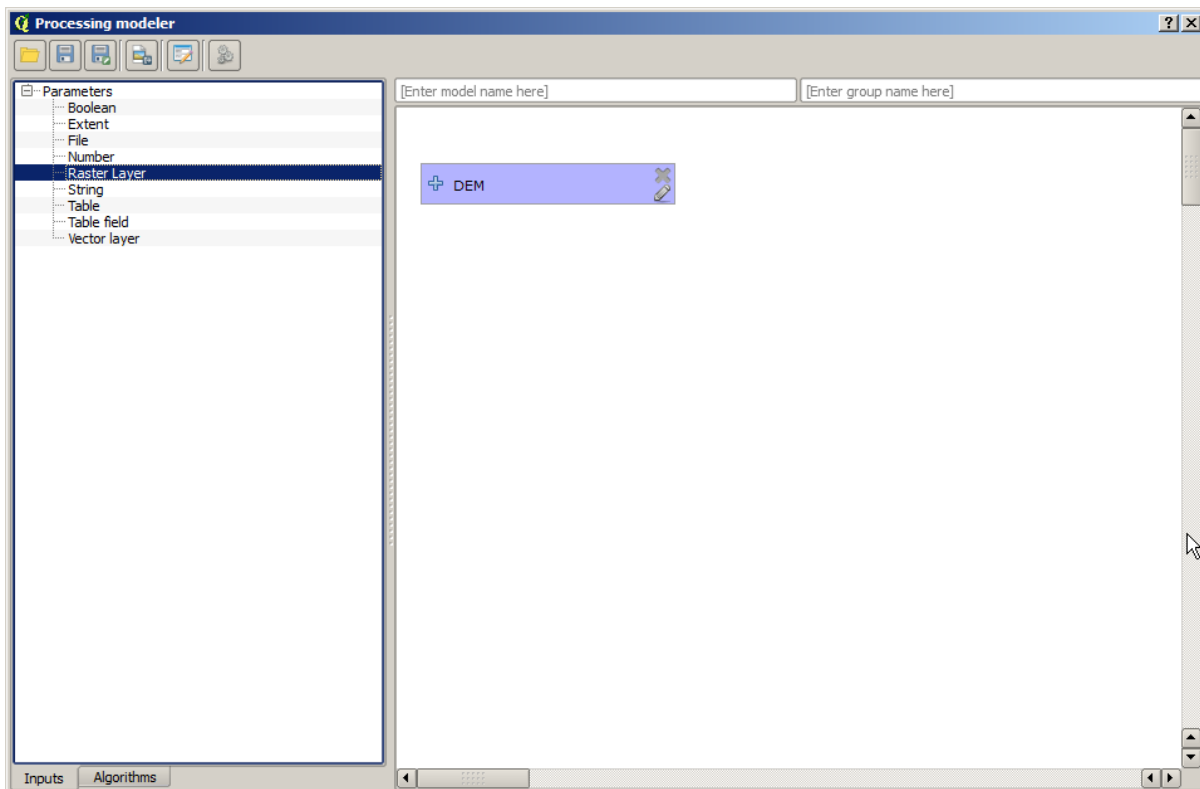 Processing modeler
Parameters
Boolean
Extent
File
Number
Raster Layer
String
Table
Table field
Vector layer
Inputs
Algorithms
[Enter model name here]
[Enter group name here]
DEM